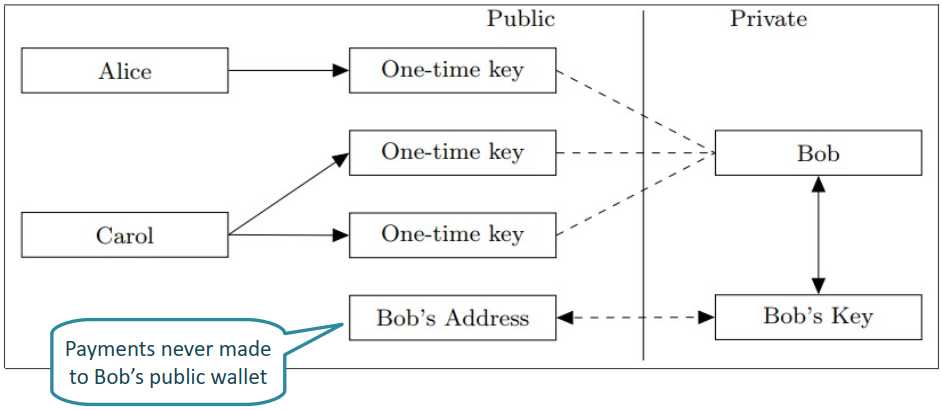 Public
Private
Alice
One-time key
One-time key
Bob
Carol
One-time key
Bob's Address
Bob's Key
Payments never made
to Bob's public wallet